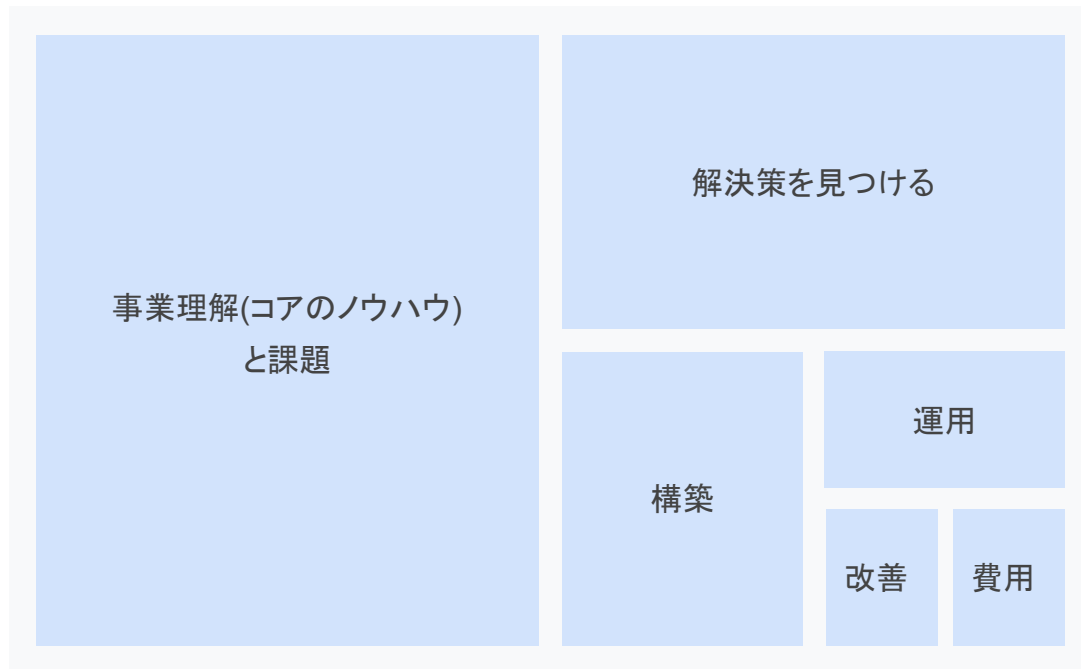 事業理解(コアのノウハウ)
と課題
解決策を見つける
構築
運用
改善
費用